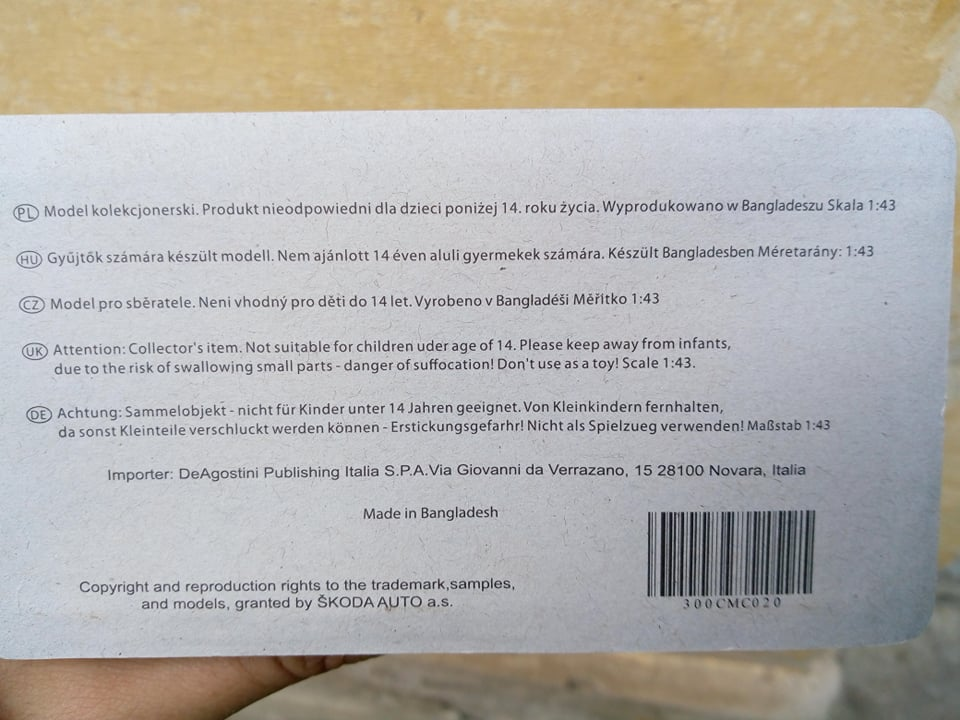 PL Model kolekcjonerski. Produkt nieodpowiedni dla dzieci poniżej 14. roku życia. Wyprodukowano w Bangladeszu Skala 1:43
HU Gyűjtők számára készült modell. Nem ajánlott 14 éven aluli gyermekek számára. Készült Bangladesben Méretarány: 1:43
CZ Model pro sběratele. Neni vhodný pro děti do 14 let. Vyrobeno v Bangladéši Měřitko 1:43
UK Attention: Collector's item. Not suitable for children uder age of 14. Please keep away from infants,
due to the risk of swallowing small parts - danger of suffocation! Don't use as a toy! Scale 1:43.
DE Achtung: Sammelobjekt - nicht für Kinder unter 14 Jahren geeignet. Von Kleinkindern fernhalten,
da sonst Kleinteile verschluckt werden können - Erstickungsgefarhr! Nicht als Spielzueg verwenden! Maßstab 1:43
Importer: DeAgostini Publishing Italia S.P.A.Via Giovanni da Verrazano, 15 28100 Novara, Italia
Made in Bangladesh
Copyright and reproduction rights to the trademark,samples,
and models, granted by ŠKODA AUTO a.s.
300CMC020